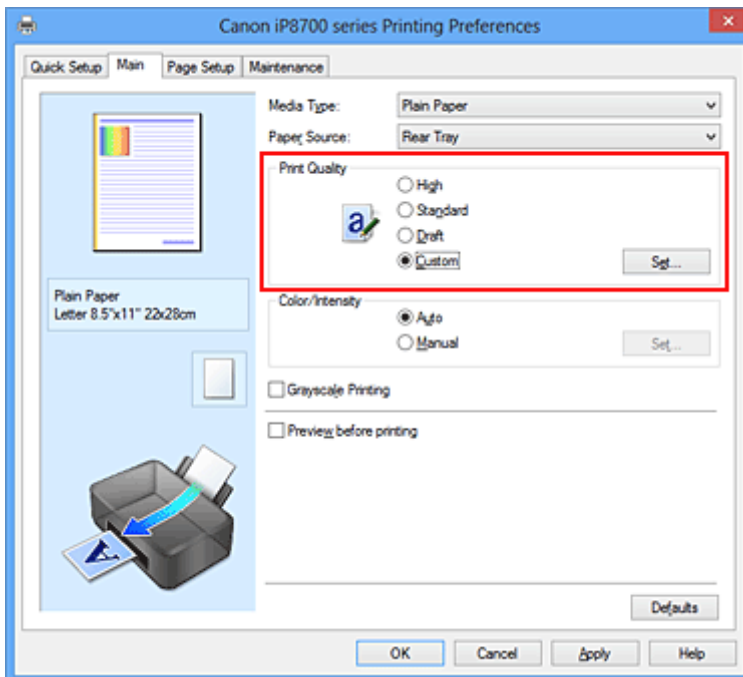 Canon iP8700 series Printing Preferences
Quick Setup Main Page Setup Maintenance
Media Type: Plain Paper
Paper Source: Rear Tray
Print Quality
High
Standard
Draft
Custom
Set...
Plain Paper
Letter 8.5"x11" 22x28cm
Color/Intensity
Auto
Manual
Set...
Grayscale Printing
Preview before printing
Defaults
OK Cancel Apply Help